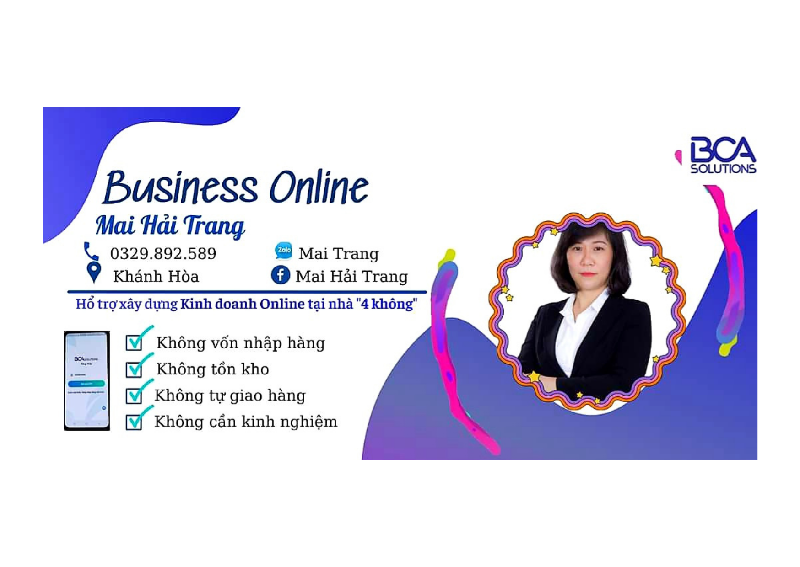 BCA
SOLUTIONS
Business Online
Mai Hải Trang
0329.892.589
Zalo Mai Trang
Khánh Hòa
Mai Hải Trang
Hổ trợ xây dựng Kinh doanh Online tại nhà "4 không"
Không vốn nhập hàng
Không tồn kho
Không tự giao hàng
Không cần kinh nghiệm
BCA SOLUTIONS